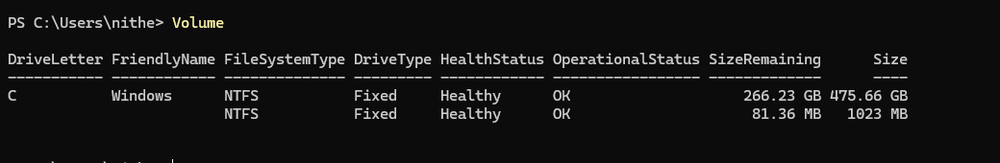 PS C:\Users\nithe> Volume
DriveLetter FriendlyName FileSystemType DriveType HealthStatus OperationalStatus SizeRemaining Size
----------- ------------ -------------- --------- ------------ ----------------- ------------- ----
C Windows NTFS Fixed Healthy OK 266.23 GB 475.66 GB
NTFS Fixed Healthy OK 81.36 MB 1023 MB